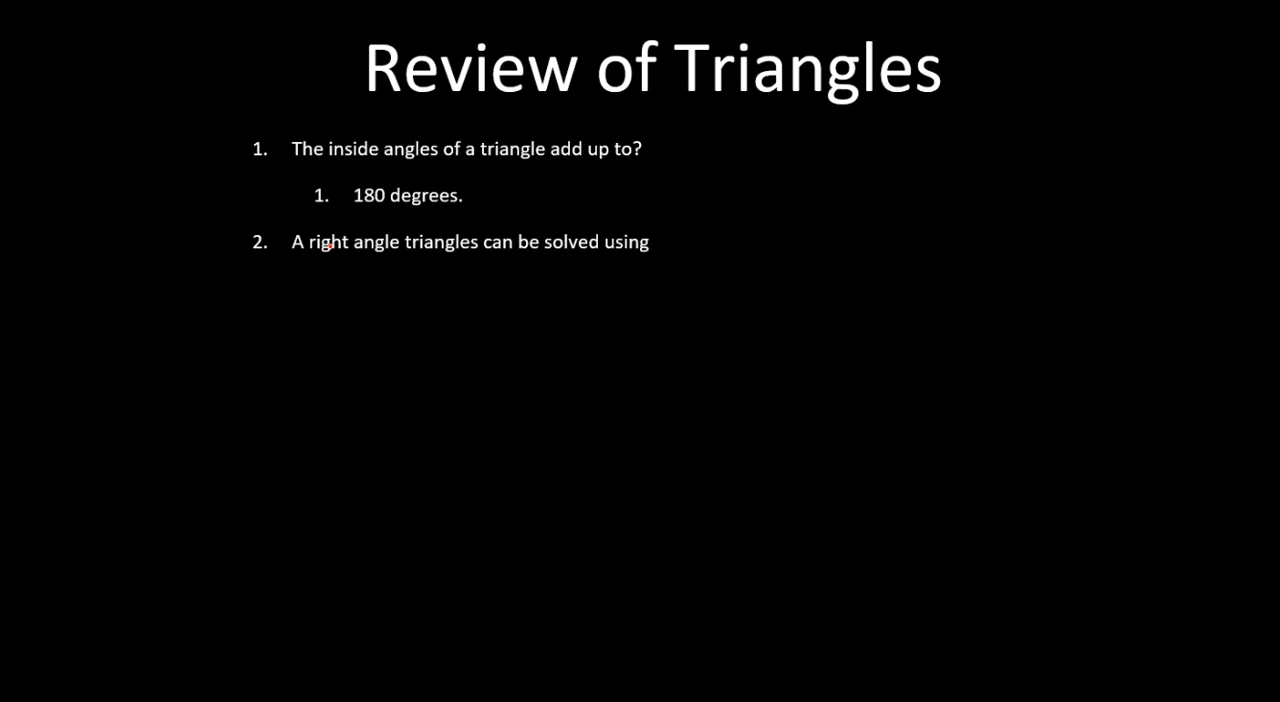 Review of Triangles
1. The inside angles of a triangle add up to?
1. 180 degrees.
2. A right angle triangles can be solved using